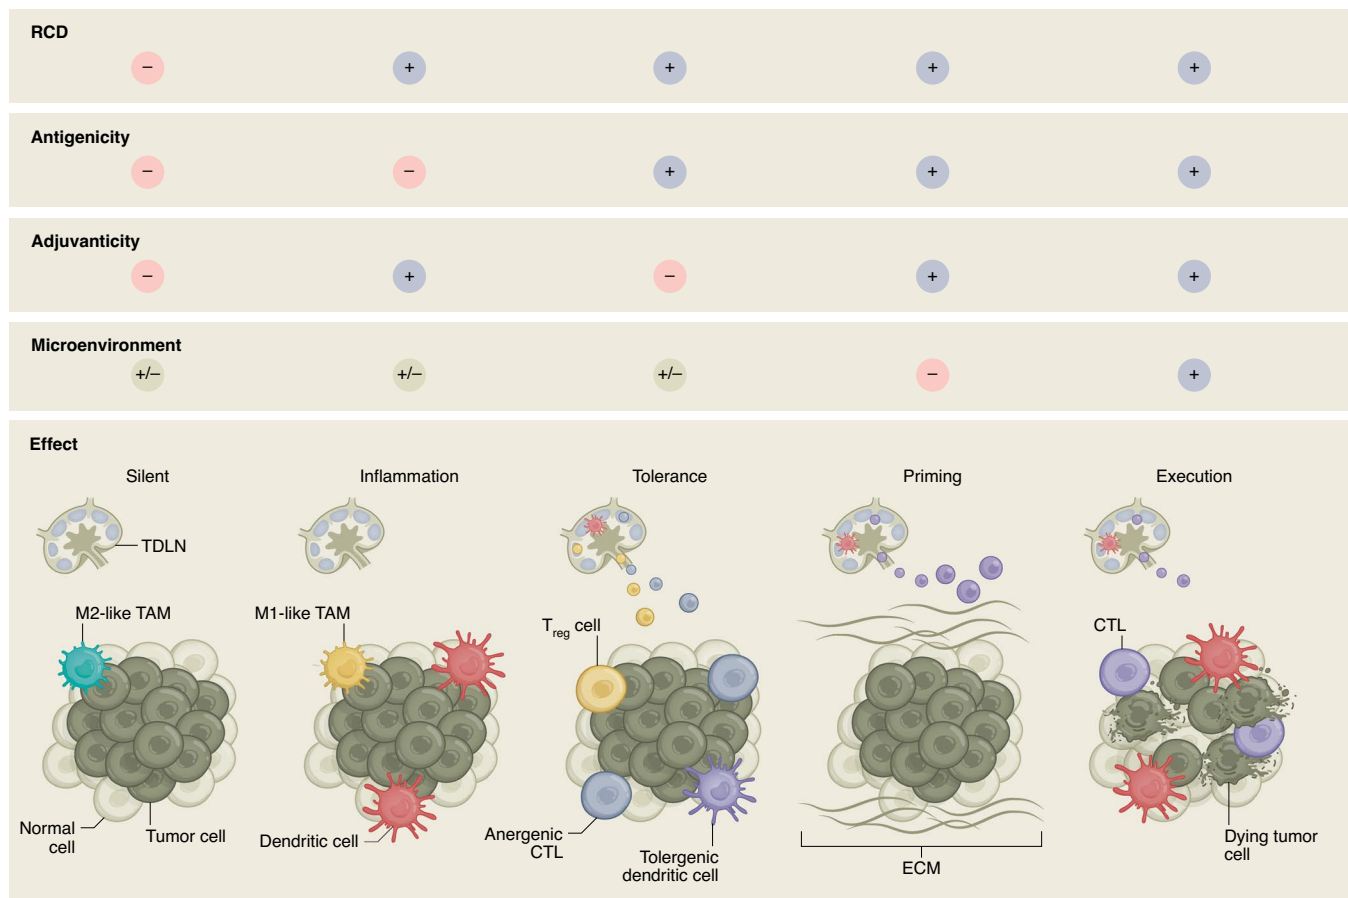 RCD
− + + + +
Antigenicity
− − + + +
Adjuvanticity
− + − + +
Microenvironment
+/− +/− +/− − +
Effect
Silent Inflammation Tolerance Priming Execution
TDLN
M2-like TAM
M1-like TAM
Treg cell
CTL
Normal
cell
Tumor cell
Dendritic cell
Anergenic
CTL
Tolergenic
dendritic cell
ECM
Dying tumor
cell